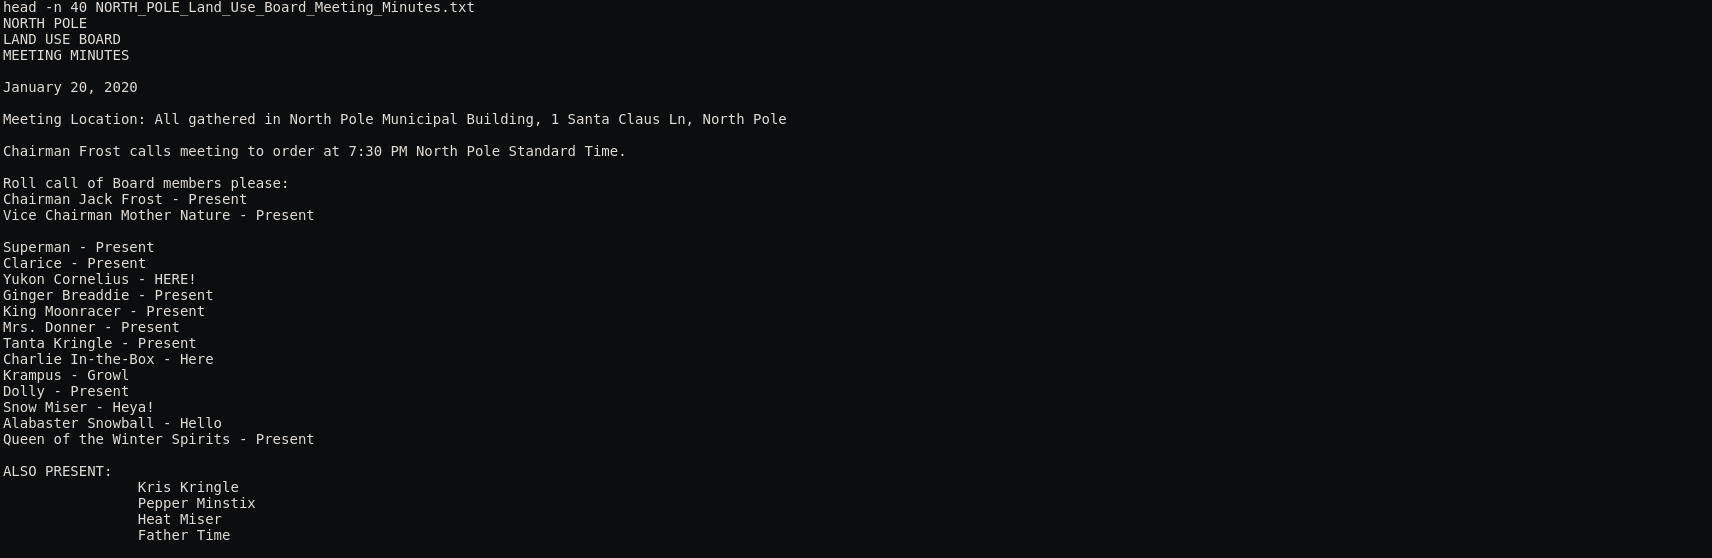 head -n 40 NORTH_POLE_Land_Use_Board_Meeting_Minutes.txt
NORTH POLE
LAND USE BOARD
MEETING MINUTES
January 20, 2020
Meeting Location: All gathered in North Pole Municipal Building, 1 Santa Claus Ln, North Pole
Chairman Frost calls meeting to order at 7:30 PM North Pole Standard Time.
Roll call of Board members please:
Chairman Jack Frost - Present
Vice Chairman Mother Nature - Present
Superman - Present
Clarice - Present
Yukon Cornelius - HERE!
Ginger Breaddie - Present
King Moonracer - Present
Mrs. Donner - Present
Tanta Kringle - Present
Charlie In-the-Box - Here
Krampus - Growl
Dolly - Present
Snow Miser - Heya!
Alabaster Snowball - Hello
Queen of the Winter Spirits - Present
ALSO PRESENT:
Kris Kringle
Pepper Minstix
Heat Miser
Father Time